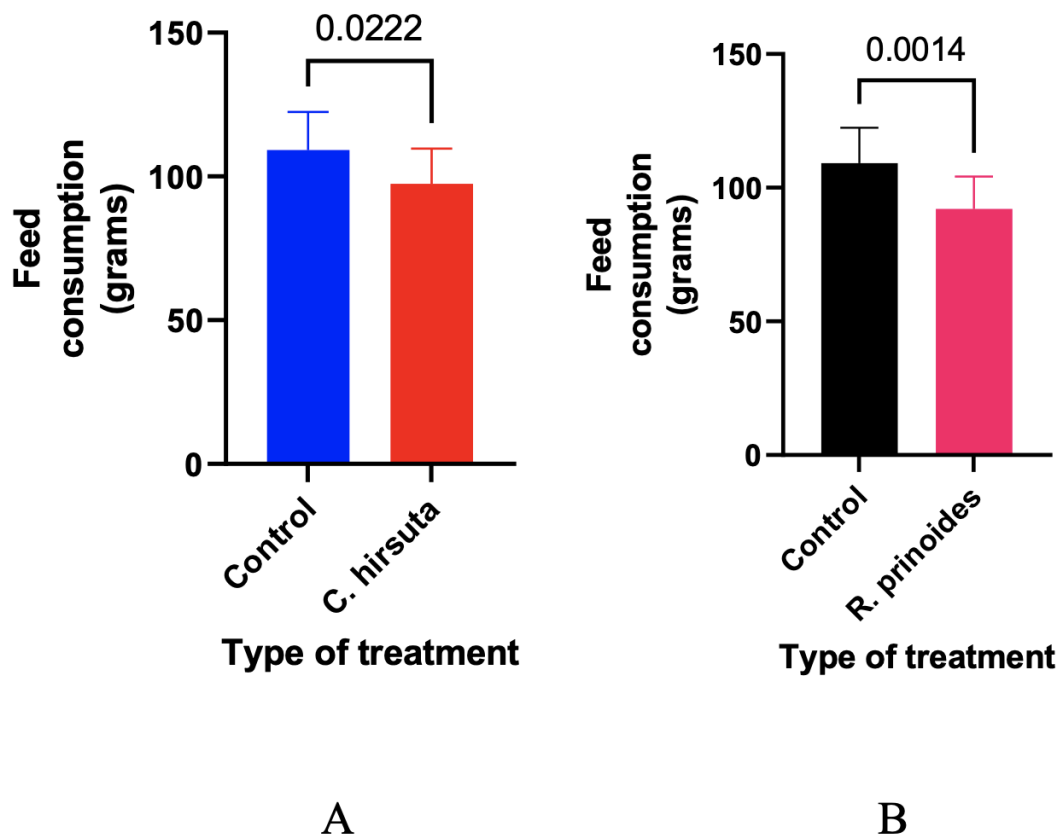 0.0222
150
100
50
0
Feed
consumption
(grams)
Control
C. hirsuta
Type of treatment
A
0.0014
150
100
50
0
Feed
consumption
(grams)
Control
R. prinoides
Type of treatment
B